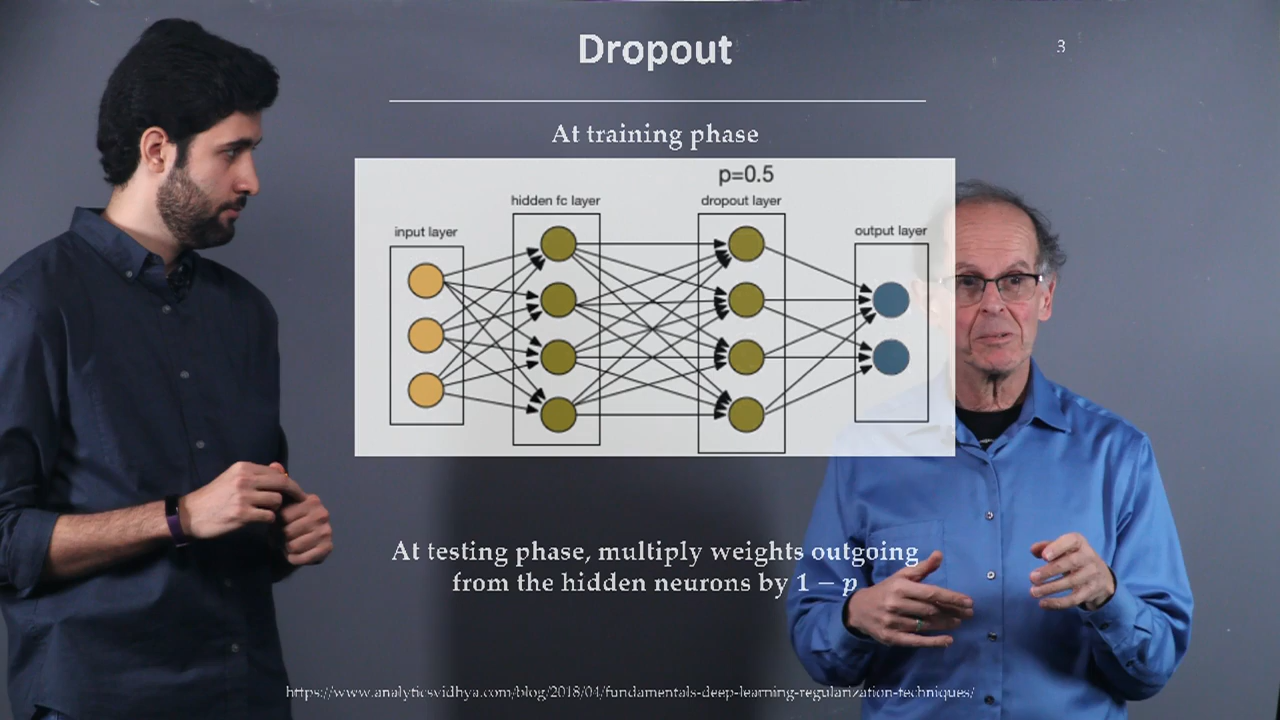 Dropout
3
At training phase
p=0.5
hidden fc layer
dropout layer
input layer
output layer
At testing phase, multiply weights outgoing
from the hidden neurons by 1 − p
https://www.analyticsvidhya.com/blog/2018/04/fundamentals-deep-learning-regularization-techniques/